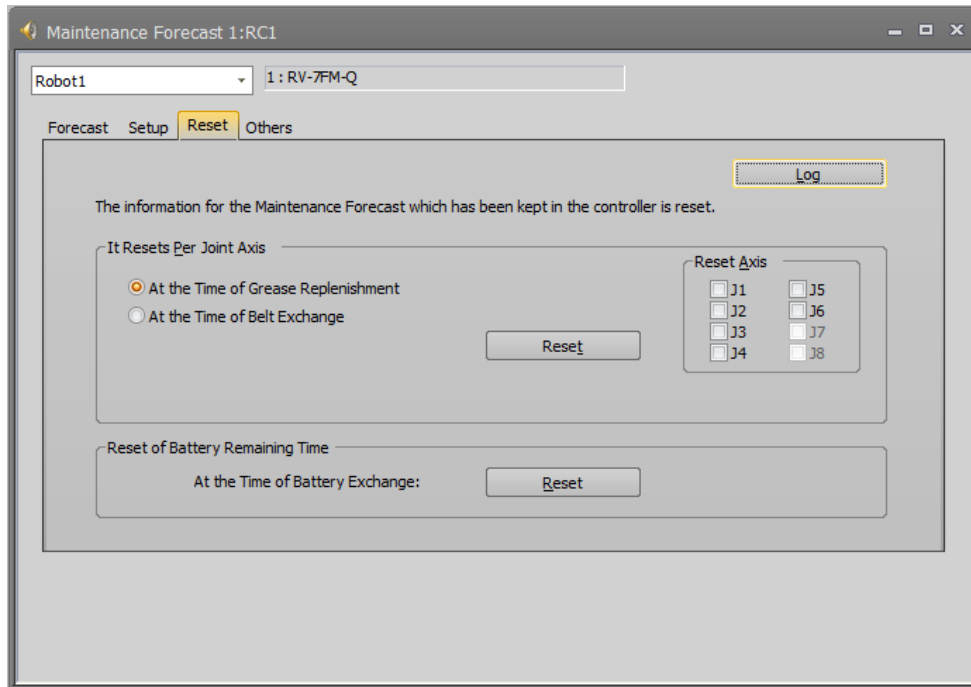 Maintenance Forecast 1:RC1
Robot1
1 : RV-7FM-Q
Forecast Setup Reset Others
Log
The information for the Maintenance Forecast which has been kept in the controller is reset.
It Resets Per Joint Axis
At the Time of Grease Replenishment
At the Time of Belt Exchange
Reset
Reset Axis
J1 J5
J2 J6
J3 J7
J4 J8
Reset of Battery Remaining Time
At the Time of Battery Exchange:
Reset